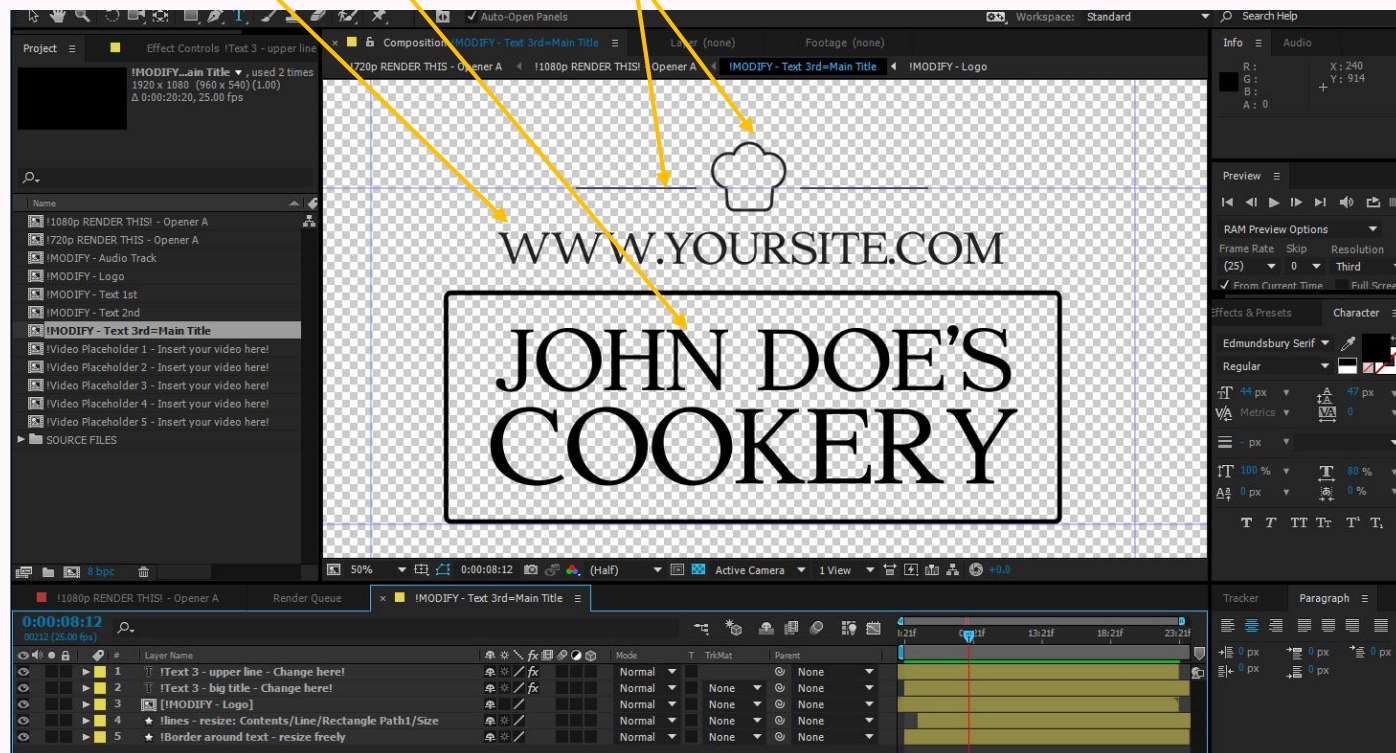 Auto-Open Panels
Workspace: Standard
Search Help
Project
Effect Controls !Text 3 - upper line
!MODIFY...ain Title ▼ , used 2 times
1920 x 1080 (960 x 540) (1.00)
Δ 0:00:20:20, 25.00 fps
Name
!1080p RENDER THIS! - Opener A
!720p RENDER THIS - Opener A
!MODIFY - Audio Track
!MODIFY - Logo
!MODIFY - Text 1st
!MODIFY - Text 2nd
!MODIFY - Text 3rd=Main Title
!Video Placeholder 1 - Insert your video here!
!Video Placeholder 2 - Insert your video here!
!Video Placeholder 3 - Insert your video here!
!Video Placeholder 4 - Insert your video here!
!Video Placeholder 5 - Insert your video here!
SOURCE FILES
8 bpc
Composition !MODIFY - Text 3rd=Main Title
Layer (none)
Footage (none)
!720p RENDER THIS - Opener A
!1080p RENDER THIS! - Opener A
!MODIFY - Text 3rd=Main Title
!MODIFY - Logo
WWW.YOURSITE.COM
JOHN DOE'S
COOKERY
50%
0:00:08:12
(Half)
Active Camera
1 View
+0.0
Info
Audio
R :
G :
B :
A : 0
X : 240
Y : 914
Preview
RAM Preview Options
Frame Rate Skip Resolution
(25) 0 Third
From Current Time
Effects & Presets
Character
Edmundsbury Serif
Regular
44 px
47 px
Metrics
0
- px
100 %
80 %
0 px
0 %
T T TT Tт T¹ T₁
!1080p RENDER THIS! - Opener A
Render Queue
!MODIFY - Text 3rd=Main Title
0:00:08:12
00212 (25.00 fps)
13:21f
18:21f
23:21f
# Layer Name
Mode
T TrkMat
Parent
1 !Text 3 - upper line - Change here! Normal None
2 !Text 3 - big title - Change here! Normal None None
3 [!MODIFY - Logo] Normal None None
4 !lines - resize: Contents/Line/Rectangle Path1/Size Normal None None
5 !Border around text - resize freely Normal None None
Tracker
Paragraph
0 px 0 px 0 px
0 px 0 px